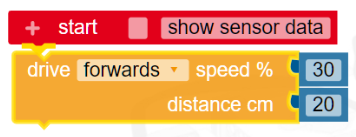 + start show sensor data
drive forwards speed % 30
distance cm 20